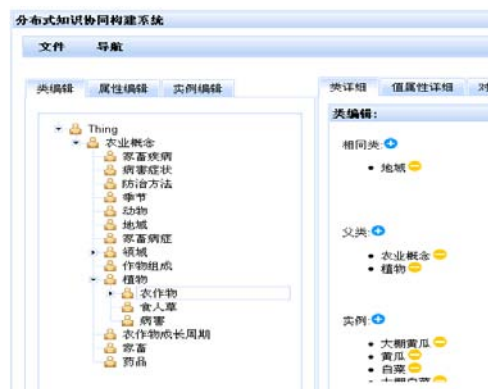 分布式知识协同构建系统
文件 导航
类编辑 属性编辑 实例编辑
Thing
农业概念
家畜疾病
病害症状
防治方法
季节
动物
地域
家畜病症
领域
作物组成
植物
农作物
食人草
病害
农作物成长周期
家畜
药品
类详细 值属性详细 对
类编辑:
相同类:
地域
父类:
农业概念
植物
实例:
大棚黄瓜
黄瓜
白菜
大棚白菜